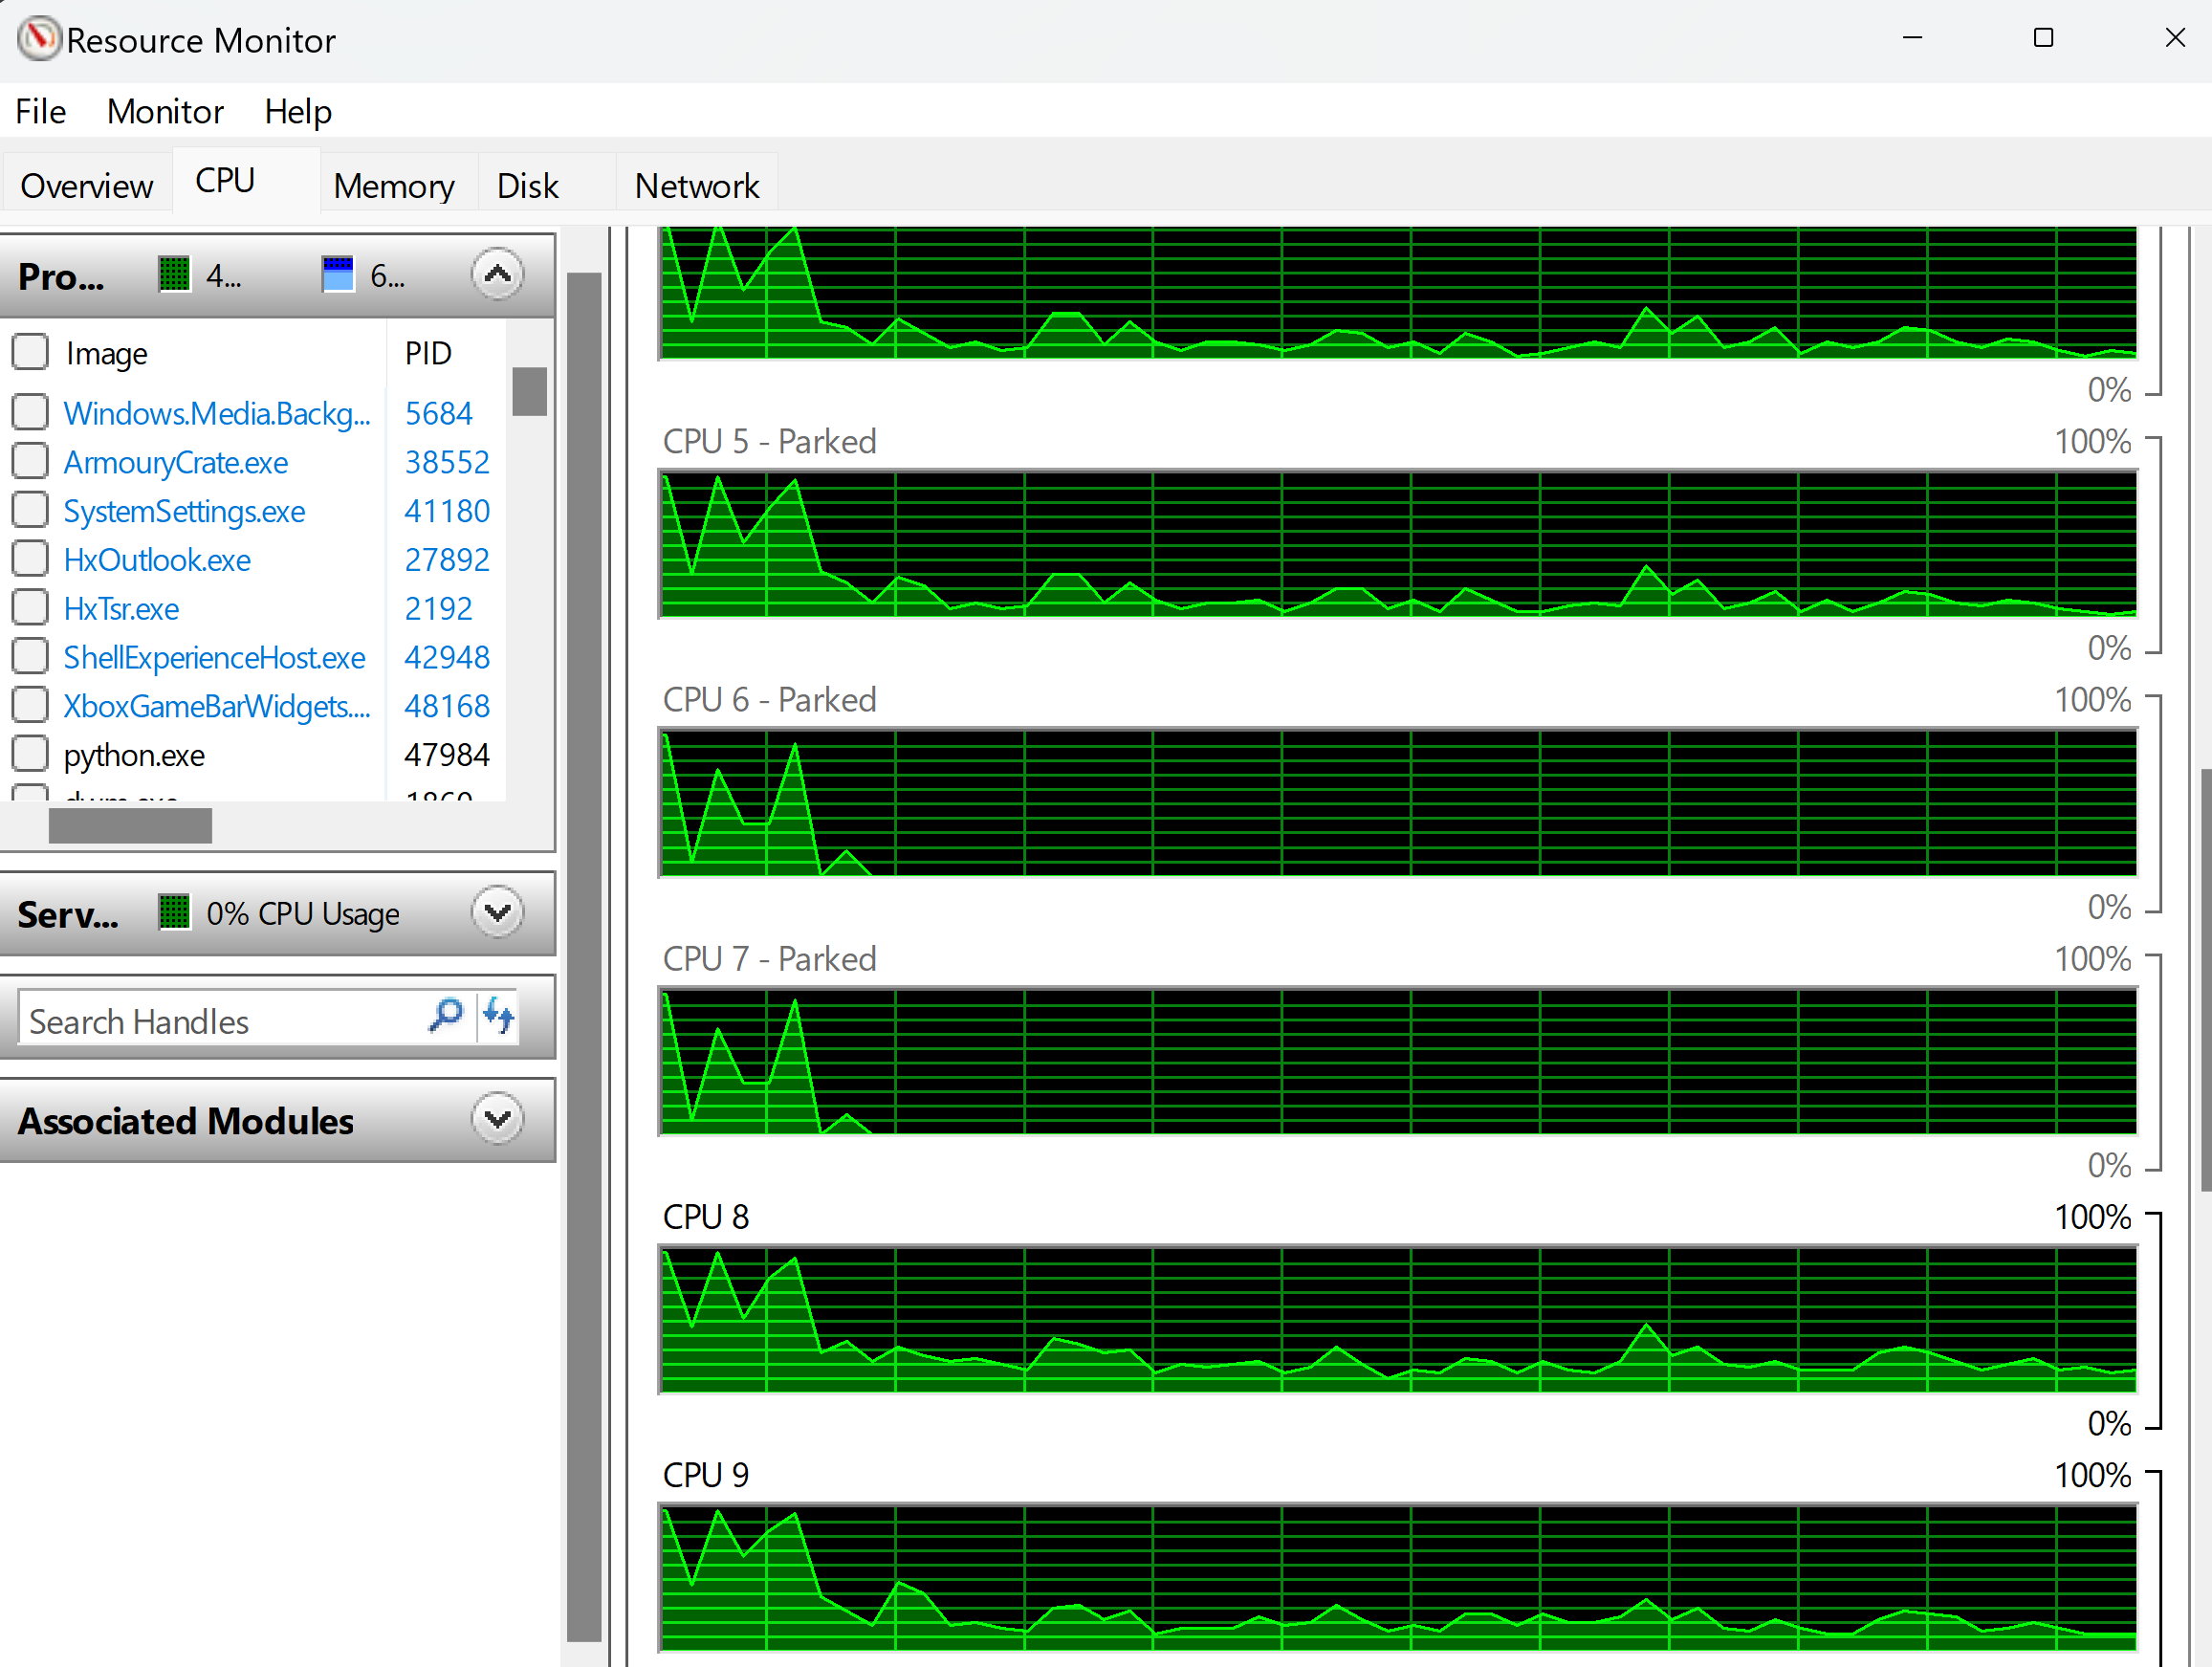 Resource Monitor
File Monitor Help
Overview CPU Memory Disk Network
Pro... 4... 6...
Image PID
Windows.Media.Backg... 5684
ArmouryCrate.exe 38552
SystemSettings.exe 41180
HxOutlook.exe 27892
HxTsr.exe 2192
ShellExperienceHost.exe 42948
XboxGameBarWidgets.... 48168
python.exe 47984
dwm.exe 1860
Serv... 0% CPU Usage
Search Handles
Associated Modules
0%
CPU 5 - Parked 100%
0%
CPU 6 - Parked 100%
0%
CPU 7 - Parked 100%
0%
CPU 8 100%
0%
CPU 9 100%